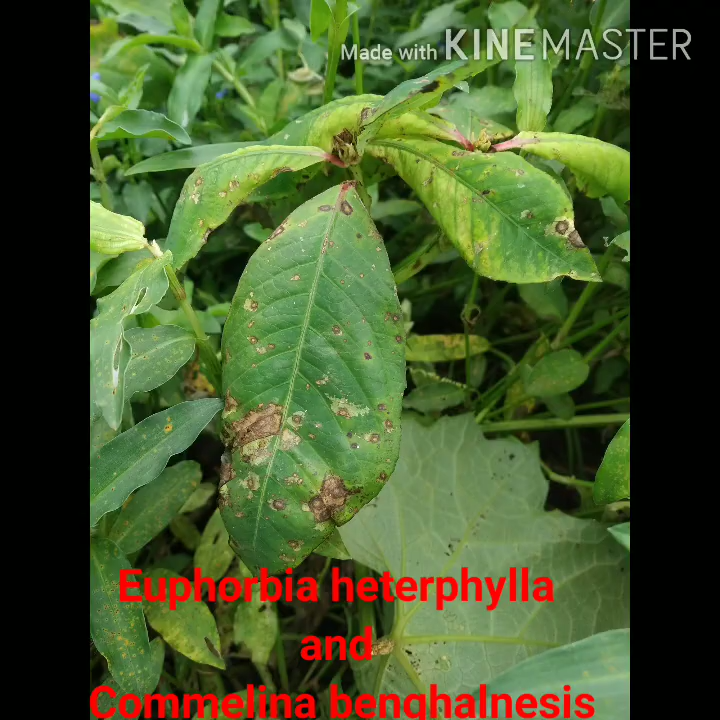 Made with KINEMASTER
Euphorbia heterphylla
and
Commelina benghalnesis